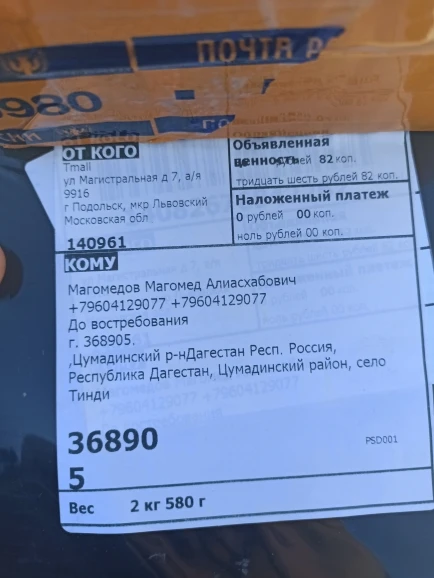 ПОЧТА Р
980
ОТ КОГО
Tmall
ул Магистральная д 7, а/я
9916
г Подольск, мкр Львовский
Московская обл
140961
Объявленная
ценность
82 коп.
тридцать шесть рублей 82 коп.
Наложенный платеж
0 рублей 00 коп.
ноль рублей 00 коп.
КОМУ
Магомедов Магомед Алиасхабович
+79604129077 +79604129077
До востребования
г. 368905.
,Цумадинский р-нДагестан Респ. Россия,
Республика Дагестан, Цумадинский район, село
Тинди
36890
5
PSD001
Вес 2 кг 580 г